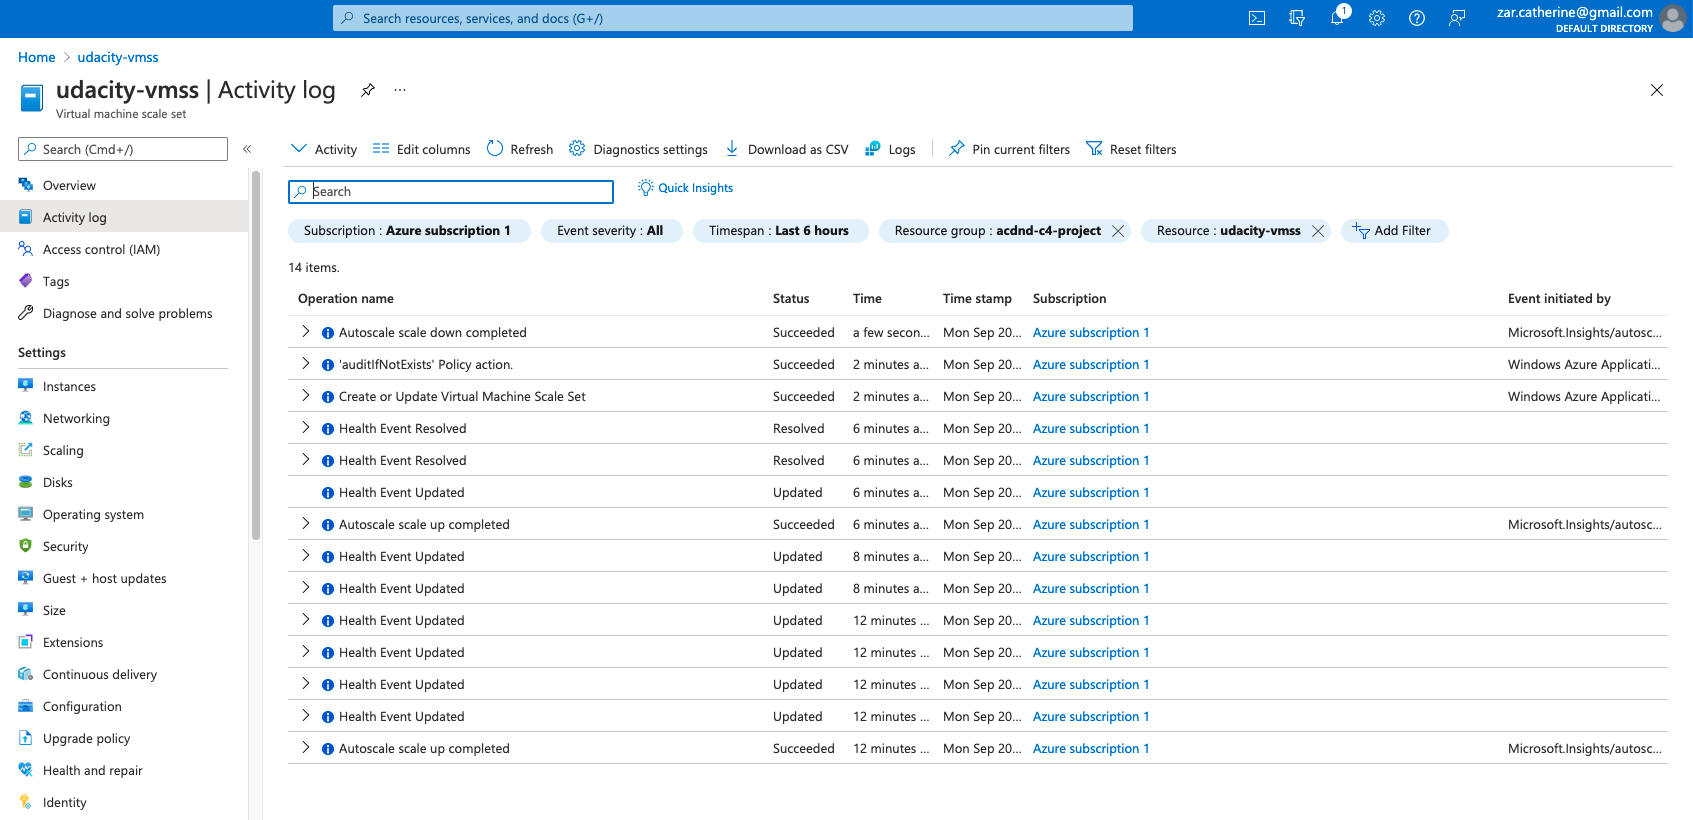 Search resources, services, and docs (G+/)
1
zar.catherine@gmail.com
DEFAULT DIRECTORY
Home > udacity-vmss
udacity-vmss | Activity log
...
Virtual machine scale set
Search (Cmd+/)
«
Overview
Activity log
Access control (IAM)
Tags
Diagnose and solve problems
Settings
Instances
Networking
Scaling
Disks
Operating system
Security
Guest + host updates
Size
Extensions
Continuous delivery
Configuration
Upgrade policy
Health and repair
Identity
Activity Edit columns Refresh Diagnostics settings Download as CSV Logs Pin current filters Reset filters
Search Quick Insights
Subscription : Azure subscription 1 Event severity : All Timespan : Last 6 hours Resource group : acdnd-c4-project Resource : udacity-vmss Add Filter
14 items.
Operation name Status Time Time stamp Subscription Event initiated by
Autoscale scale down completed Succeeded a few secon... Mon Sep 20... Azure subscription 1 Microsoft.Insights/autosc...
'auditIfNotExists' Policy action. Succeeded 2 minutes a... Mon Sep 20... Azure subscription 1 Windows Azure Applicati...
Create or Update Virtual Machine Scale Set Succeeded 2 minutes a... Mon Sep 20... Azure subscription 1 Windows Azure Applicati...
Health Event Resolved Resolved 6 minutes a... Mon Sep 20... Azure subscription 1
Health Event Resolved Resolved 6 minutes a... Mon Sep 20... Azure subscription 1
Health Event Updated Updated 6 minutes a... Mon Sep 20... Azure subscription 1
Autoscale scale up completed Succeeded 6 minutes a... Mon Sep 20... Azure subscription 1 Microsoft.Insights/autosc...
Health Event Updated Updated 8 minutes a... Mon Sep 20... Azure subscription 1
Health Event Updated Updated 8 minutes a... Mon Sep 20... Azure subscription 1
Health Event Updated Updated 12 minutes ... Mon Sep 20... Azure subscription 1
Health Event Updated Updated 12 minutes ... Mon Sep 20... Azure subscription 1
Health Event Updated Updated 12 minutes ... Mon Sep 20... Azure subscription 1
Health Event Updated Updated 12 minutes ... Mon Sep 20... Azure subscription 1
Autoscale scale up completed Succeeded 12 minutes ... Mon Sep 20... Azure subscription 1 Microsoft.Insights/autosc...